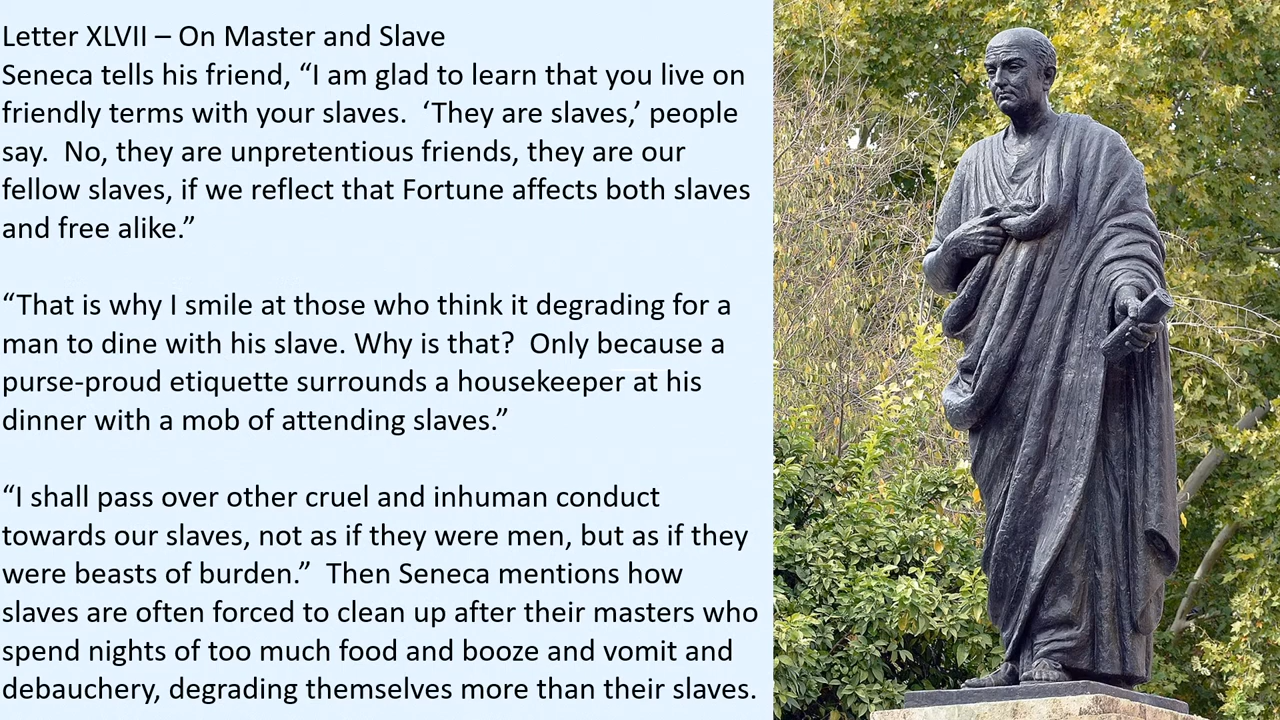 Letter XLVII – On Master and Slave
Seneca tells his friend, “I am glad to learn that you live on
friendly terms with your slaves.  ‘They are slaves,’ people
say.  No, they are unpretentious friends, they are our
fellow slaves, if we reflect that Fortune affects both slaves
and free alike.”
“That is why I smile at those who think it degrading for a
man to dine with his slave. Why is that?  Only because a
purse-proud etiquette surrounds a housekeeper at his
dinner with a mob of attending slaves.”
“I shall pass over other cruel and inhuman conduct
towards our slaves, not as if they were men, but as if they
were beasts of burden.”  Then Seneca mentions how
slaves are often forced to clean up after their masters who
spend nights of too much food and booze and vomit and
debauchery, degrading themselves more than their slaves.